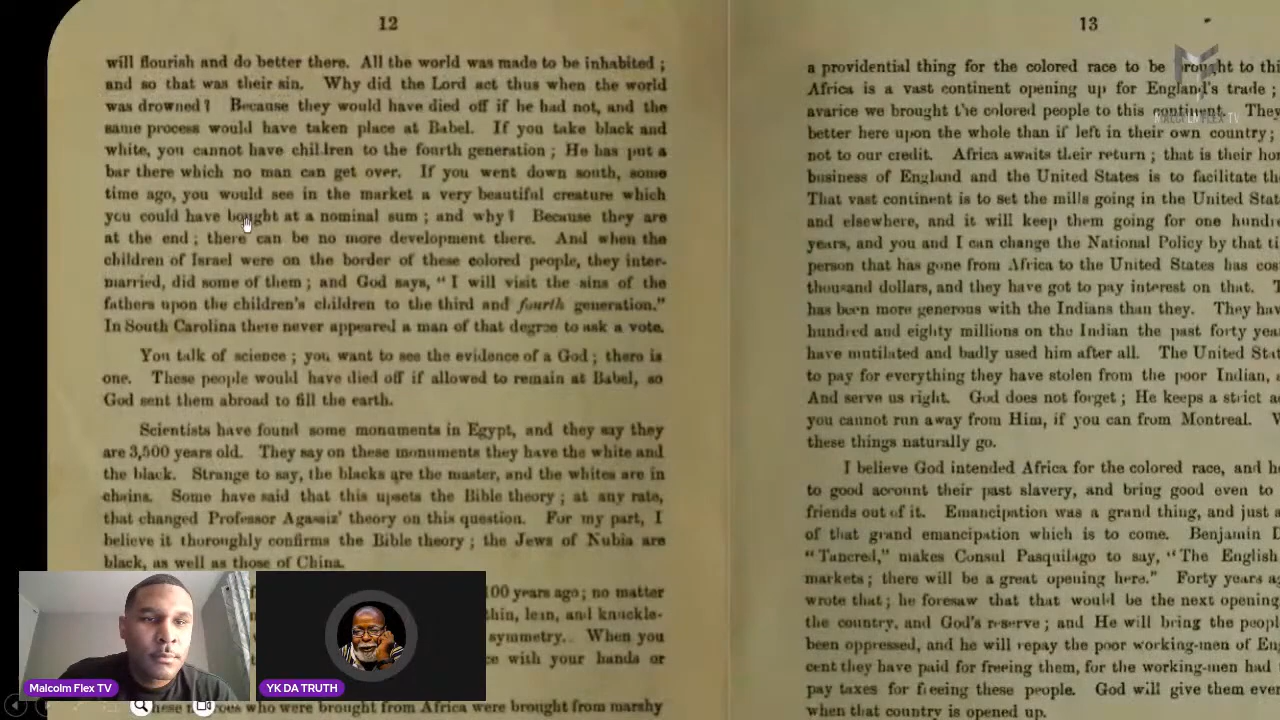 12
will flourish and do better there. All the world was made to be inhabited ;
and so that was their sin. Why did the Lord act thus when the world
was drowned ? Because they would have died off if he had not, and the
same process would have taken place at Babel. If you take black and
white, you cannot have children to the fourth generation ; He has put a
bar there which no man can get over. If you went down south, some
time ago, you would see in the market a very beautiful creature which
you could have bought at a nominal sum ; and why ? Because they are
at the end ; there can be no more development there. And when the
children of Israel were on the border of these colored people, they inter-
married, did some of them ; and God says, " I will visit the sins of the
fathers upon the children's children to the third and fourth generation."
In South Carolina there never appeared a man of that degree to ask a vote.
You talk of science ; you want to see the evidence of a God ; there is
one. These people would have died off if allowed to remain at Babel, so
God sent them abroad to fill the earth.
Scientists have found some monuments in Egypt, and they say they
are 3,500 years old. They say on these monuments they have the white and
the black. Strange to say, the blacks are the master, and the whites are in
chains. Some have said that this upsets the Bible theory ; at any rate,
that changed Professor Agassiz' theory on this question. For my part, I
believe it thoroughly confirms the Bible theory ; the Jews of Nubia are
black, as well as those of China.
100 years ago ; no matter
thin, lean, and knuckle-
symmetry. When you
with your hands or
who were brought from Africa were brought from marshy
13
a providential thing for the colored race to be brought to
Africa is a vast continent opening up for England's trade ;
avarice we brought the colored people to this continent. They
better here upon the whole than if left in their own country ;
not to our credit. Africa awaits their return ; that is their
business of England and the United States is to facilitate
That vast continent is to set the mills going in the United
and elsewhere, and it will keep them going for one
years, and you and I can change the National Policy by that
person that has gone from Africa to the United States has
thousand dollars, and they have got to pay interest on that.
has been more generous with the Indians than they. They
hundred and eighty millions on the Indian the past forty
have mutilated and badly used him after all. The United
to pay for everything they have stolen from the poor Indian,
And serve us right. God does not forget ; He keeps a strict
you cannot run away from Him, if you can from Montreal.
these things naturally go.
I believe God intended Africa for the colored race, and
to good account their past slavery, and bring good even to
friends out of it. Emancipation was a grand thing, and just
of that grand emancipation which is to come. Benjamin
" Tancred," makes Consul Pasquilago to say, " The English
markets ; there will be a great opening here." Forty years
wrote that ; he foresaw that that would be the next opening
the country, and God's reserve ; and He will bring the
been oppressed, and he will repay the poor working-men of
cent they have paid for freeing them, for the working-men had
pay taxes for freeing these people. God will give them
when that country is opened up.
MALCOLM FLEX TV
Malcolm Flex TV
YK DA TRUTH